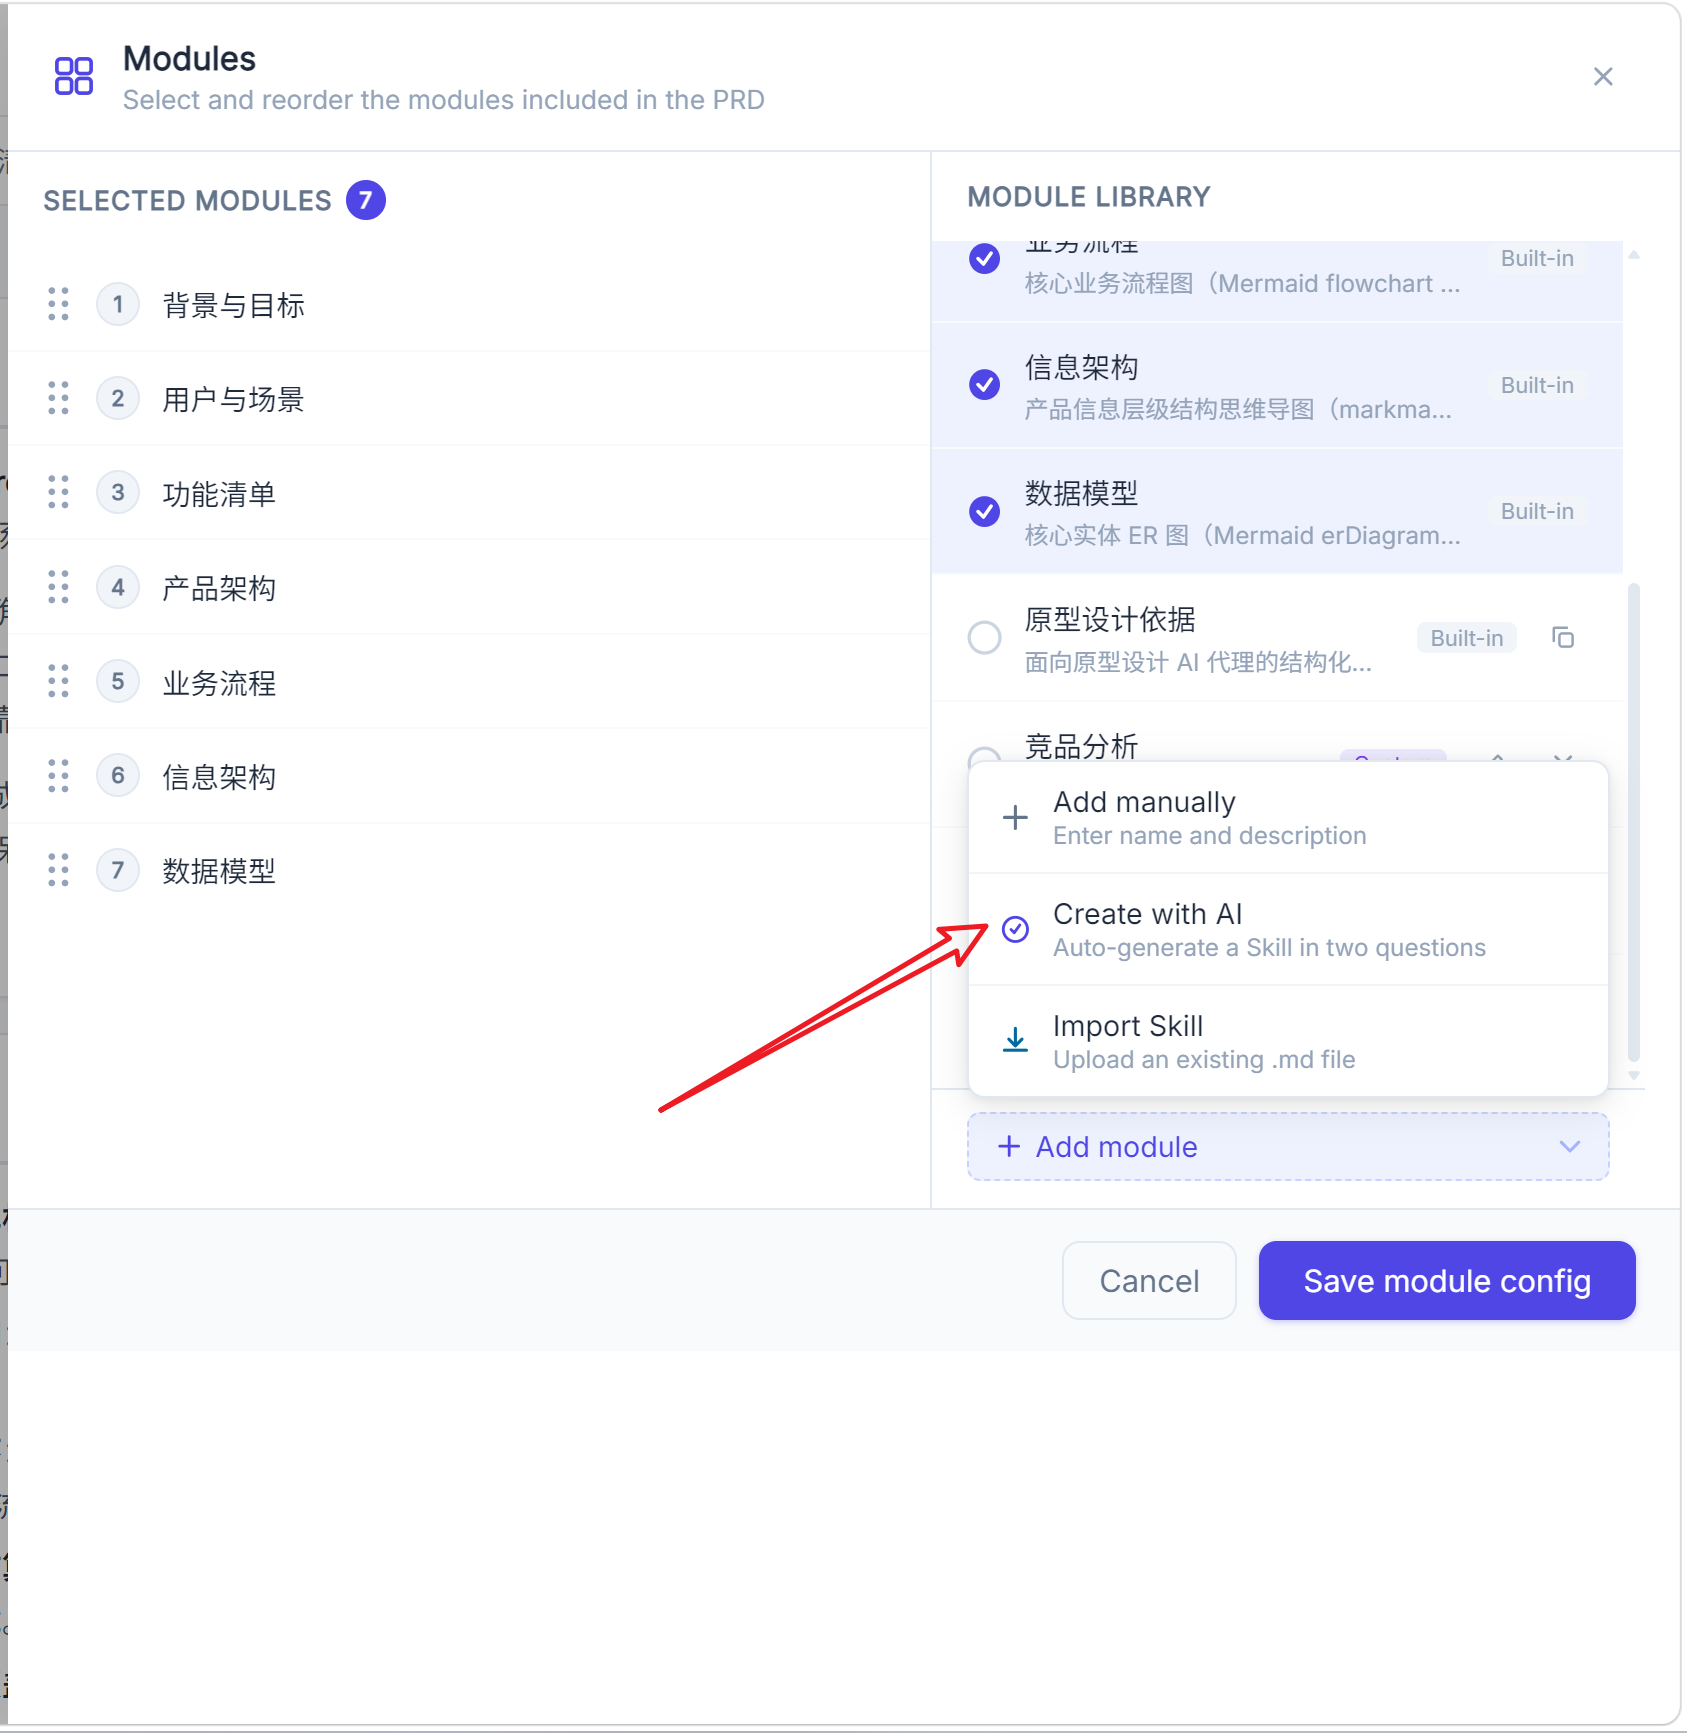 Modules
Select and reorder the modules included in the PRD
SELECTED MODULES 7
1 背景与目标
2 用户与场景
3 功能清单
4 产品架构
5 业务流程
6 信息架构
7 数据模型
MODULE LIBRARY
业务流程
Built-in
核心业务流程图（Mermaid flowchart ...
信息架构
Built-in
产品信息层级结构思维导图（markma...
数据模型
Built-in
核心实体 ER 图（Mermaid erDiagram...
原型设计依据
Built-in
面向原型设计 AI 代理的结构化...
竞品分析
Add manually
Enter name and description
Create with AI
Auto-generate a Skill in two questions
Import Skill
Upload an existing .md file
Add module
Cancel
Save module config